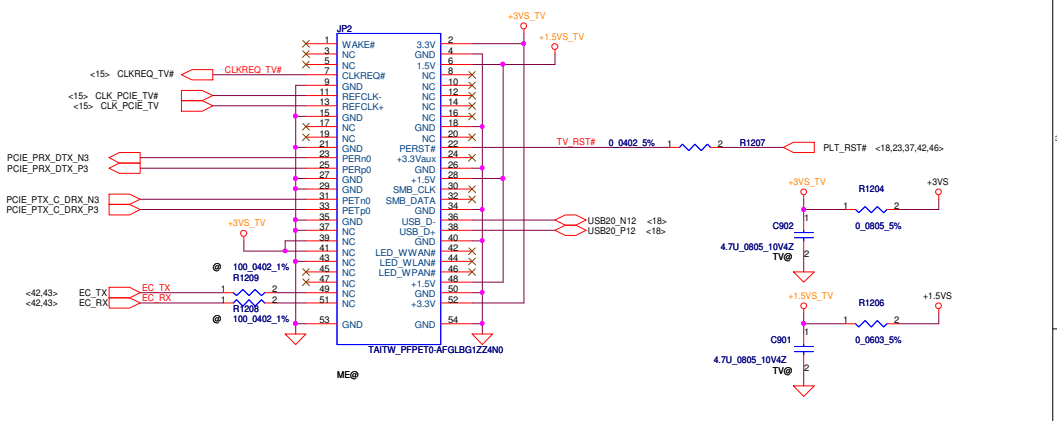 +3VS_TV
+1.5VS_TV
JP2
1 WAKE# 3.3V 2
3 NC GND 4
5 NC 1.5V 6
<15> CLKREQ_TV# CLKREQ_TV# 7 CLKREQ# NC 8
9 GND NC 10
<15> CLK_PCIE_TV# 11 REFCLK- NC 12
<15> CLK_PCIE_TV 13 REFCLK+ NC 14
15 GND NC 16
17 NC GND 18
19 NC NC 20
21 GND PERST# 22 TV_RST# 0_0402_5% 1 2 R1207 PLT_RST# <18,23,37,42,46>
PCIE_PRX_DTX_N3 23 PERn0 +3.3Vaux 24
PCIE_PRX_DTX_P3 25 PERp0 GND 26
27 GND +1.5V 28
29 GND SMB_CLK 30
PCIE_PTX_C_DRX_N3 31 PETn0 SMB_DATA 32
PCIE_PTX_C_DRX_P3 33 PETp0 GND 34
35 GND USB_D- 36 USB20_N12 <18>
37 NC USB_D+ 38 USB20_P12 <18>
+3VS_TV
39 NC GND 40
41 NC LED_WWAN# 42
43 NC LED_WLAN# 44
45 NC LED_WPAN# 46
47 NC +1.5V 48
@ 100_0402_1%
R1209
<42,43> EC_TX EC_TX 1 2 49 NC GND 50
<42,43> EC_RX EC_RX 1 2 51 NC +3.3V 52
R1208
@ 100_0402_1%
53 GND GND 54
TAITW_PFPET0-AFGLBG1ZZ4N0
ME@
+3VS_TV R1204 +3VS
1 2
0_0805_5%
C902 1
4.7U_0805_10V4Z
TV@ 2
+1.5VS_TV R1206 +1.5VS
1 2
0_0603_5%
C901 1
4.7U_0805_10V4Z
TV@ 2
3